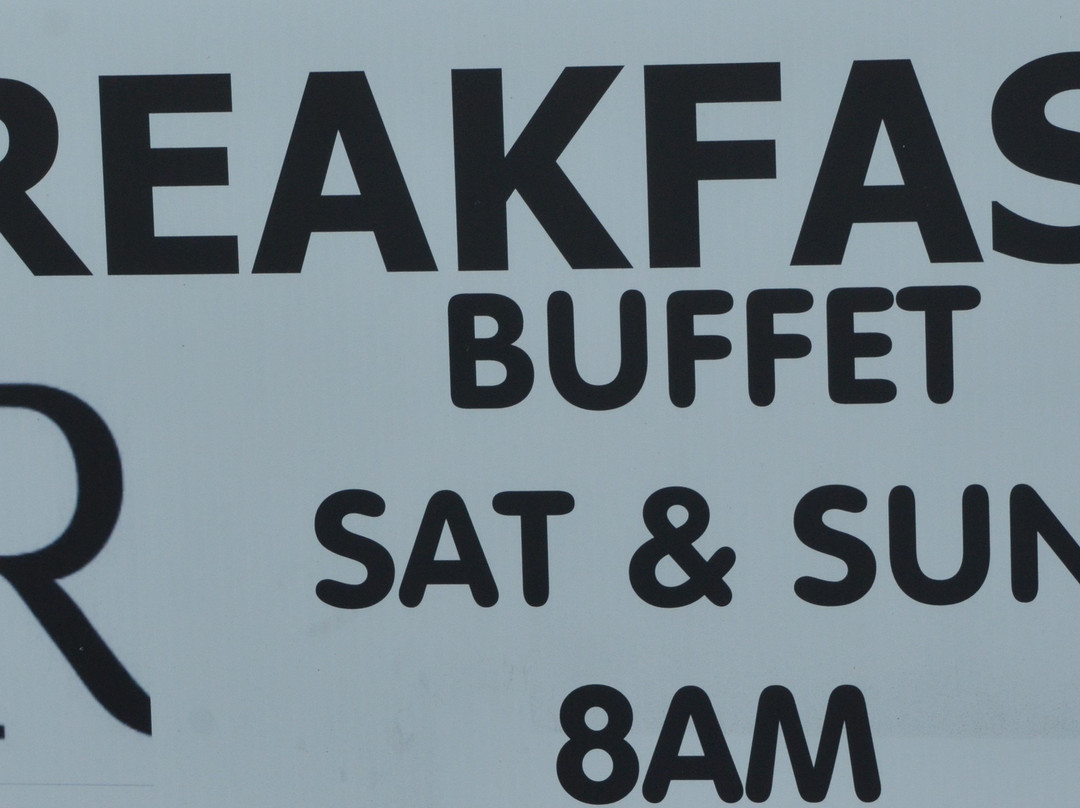 REAKFAS
BUFFET
R
SAT & SUN
8AM